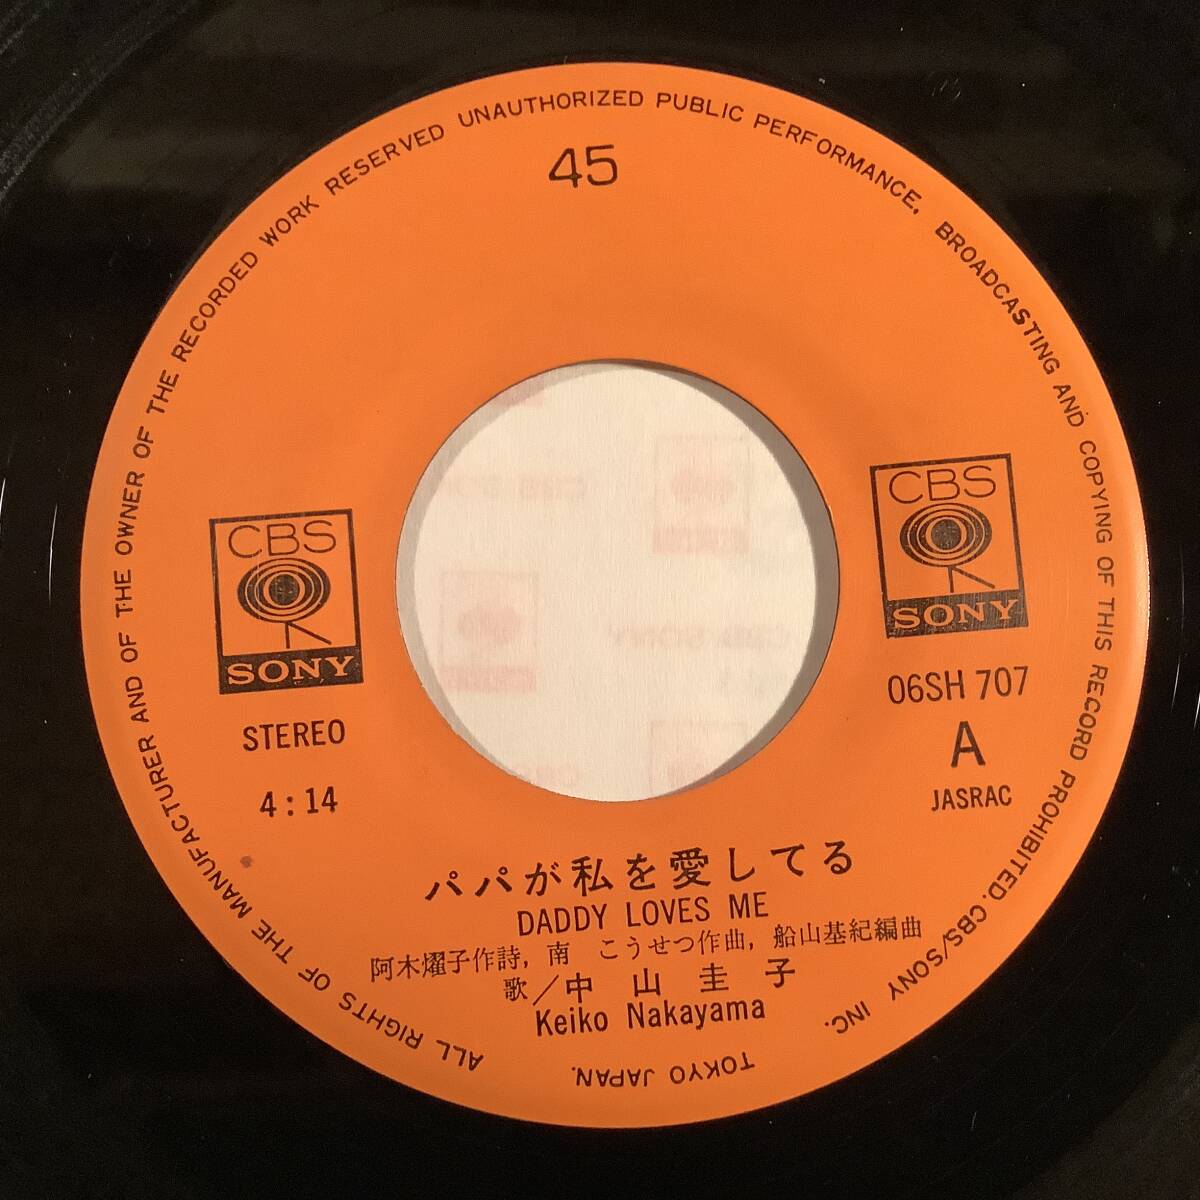 ALL RIGHTS OF THE MANUFACTURER AND OF THE OWNER OF THE RECORDED WORK RESERVED UNAUTHORIZED PUBLIC PERFORMANCE, BROADCASTING AND COPYING OF THIS RECORD PROHIBITED. CBS/SONY INC. TOKYO JAPAN.
45
CBS
SONY
STEREO
4:14
CBS
SONY
06SH 707
A
JASRAC
パパが私を愛してる
DADDY LOVES ME
阿木燿子作詩, 南 こうせつ作曲, 船山基紀編曲
歌/中山圭子
Keiko Nakayama